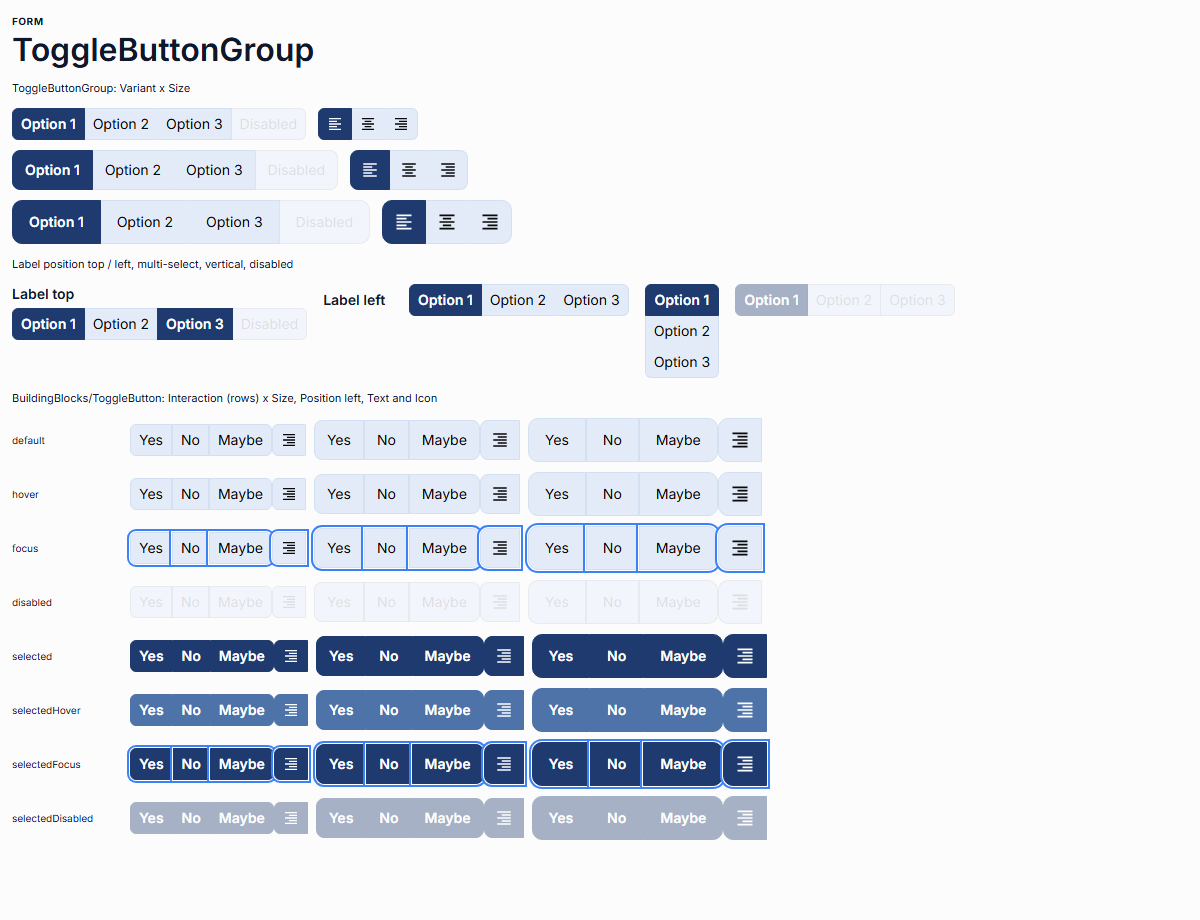 FORM
ToggleButtonGroup
ToggleButtonGroup: Variant x Size
Option 1 Option 2 Option 3 Disabled
Option 1 Option 2 Option 3 Disabled
Option 1 Option 2 Option 3 Disabled
Label position top / left, multi-select, vertical, disabled
Label top
Option 1 Option 2 Option 3 Disabled
Label left Option 1 Option 2 Option 3
Option 1
Option 2
Option 3
Option 1 Option 2 Option 3
BuildingBlocks/ToggleButton: Interaction (rows) x Size, Position left, Text and Icon
default Yes No Maybe Yes No Maybe Yes No Maybe
hover Yes No Maybe Yes No Maybe Yes No Maybe
focus Yes No Maybe Yes No Maybe Yes No Maybe
disabled Yes No Maybe Yes No Maybe Yes No Maybe
selected Yes No Maybe Yes No Maybe Yes No Maybe
selectedHover Yes No Maybe Yes No Maybe Yes No Maybe
selectedFocus Yes No Maybe Yes No Maybe Yes No Maybe
selectedDisabled Yes No Maybe Yes No Maybe Yes No Maybe